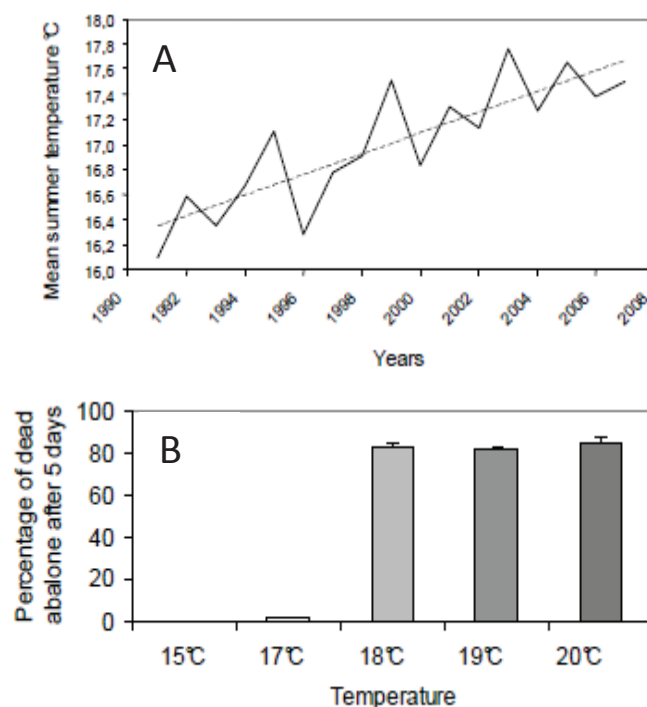 A
Mean summer temperature °C
18,0
17,8
17,6
17,4
17,2
17,0
16,8
16,6
16,4
16,2
16,0
1990
1992
1994
1996
1998
2000
2002
2004
2006
2008
Years
B
Percentage of dead
abalone after 5 days
100
80
60
40
20
0
15°C
17°C
18°C
19°C
20°C
Temperature